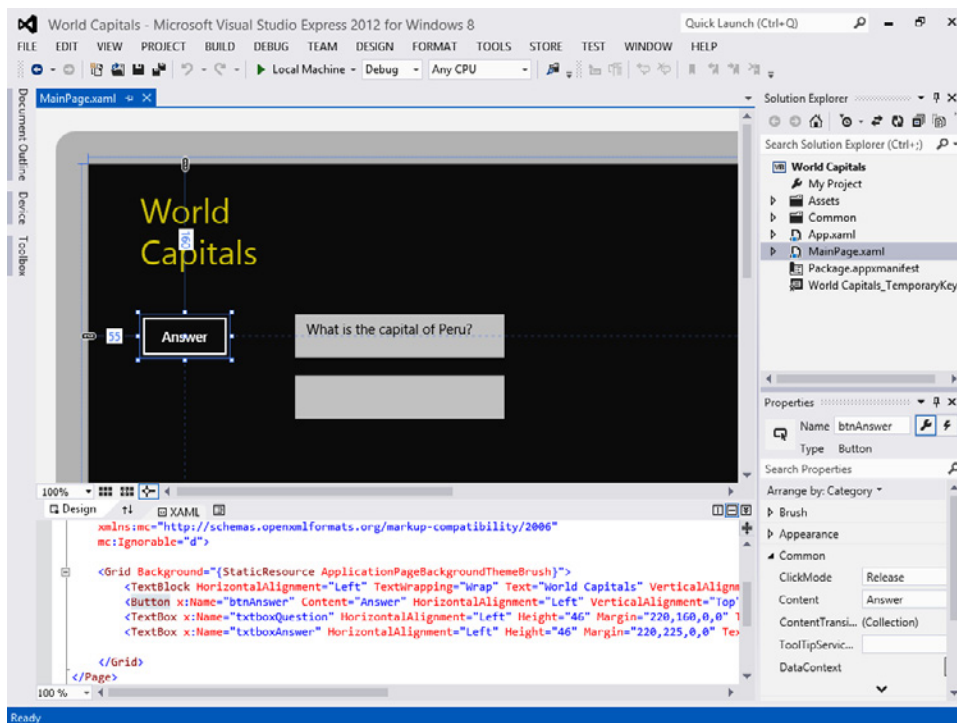 World Capitals - Microsoft Visual Studio Express 2012 for Windows 8
Quick Launch (Ctrl+Q)
FILE EDIT VIEW PROJECT BUILD DEBUG TEAM DESIGN FORMAT TOOLS STORE TEST WINDOW HELP
Local Machine Debug Any CPU
Document Outline
Device
Toolbox
MainPage.xaml
World
Capitals
160
55
Answer
What is the capital of Peru?
100%
Design XAML
xmlns:mc="http://schemas.openxmlformats.org/markup-compatibility/2006"
mc:Ignorable="d">
<Grid Background="{StaticResource ApplicationPageBackgroundThemeBrush}">
<TextBlock HorizontalAlignment="Left" TextWrapping="Wrap" Text="World Capitals" VerticalAlignm
<Button x:Name="btnAnswer" Content="Answer" HorizontalAlignment="Left" VerticalAlignment="Top"
<TextBox x:Name="txtboxQuestion" HorizontalAlignment="Left" Height="46" Margin="220,160,0,0" T
<TextBox x:Name="txtboxAnswer" HorizontalAlignment="Left" Height="46" Margin="220,225,0,0" Tex
</Grid>
</Page>
100 %
Solution Explorer
Search Solution Explorer (Ctrl+;)
VB World Capitals
My Project
Assets
Common
App.xaml
MainPage.xaml
Package.appxmanifest
World Capitals_TemporaryKey
Properties
Name btnAnswer
Type Button
Search Properties
Arrange by: Category
Brush
Appearance
Common
ClickMode Release
Content Answer
ContentTransi... (Collection)
ToolTipServic...
DataContext
Ready